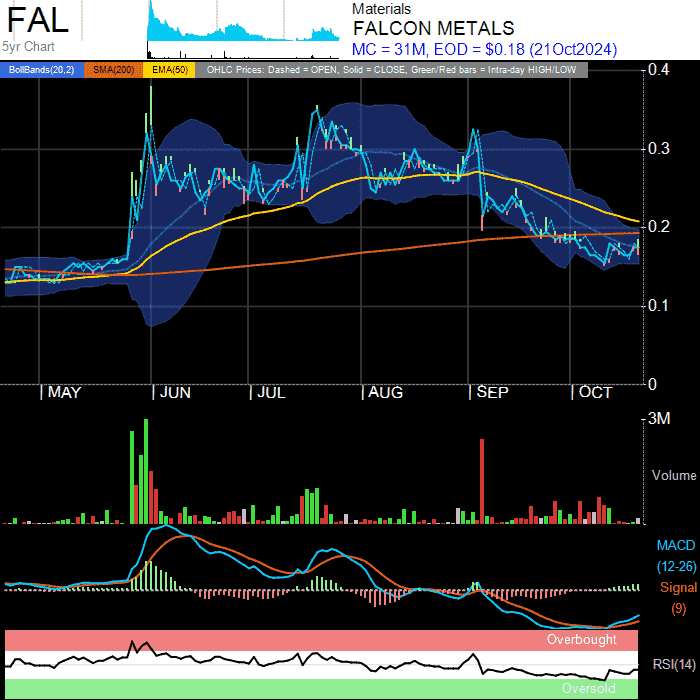 FAL
5yr Chart
Materials
FALCON METALS
MC = 31M, EOD = $0.18 (21Oct2024)
BollBands(20,2) SMA(200) EMA(50) OHLC Prices: Dashed = OPEN, Solid = CLOSE, Green/Red bars = Intra-day HIGH/LOW
0.4
0.3
0.2
0.1
0
MAY JUN JUL AUG SEP OCT
3M
Volume
MACD
(12-26)
Signal
(9)
Overbought
RSI(14)
Oversold